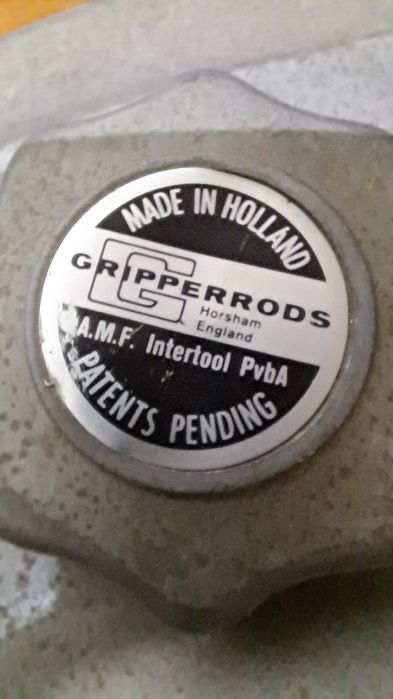 MADE IN HOLLAND
GRIPPERRODS
Horsham
England
A.M.F. Intertool PvbA
PATENTS PENDING